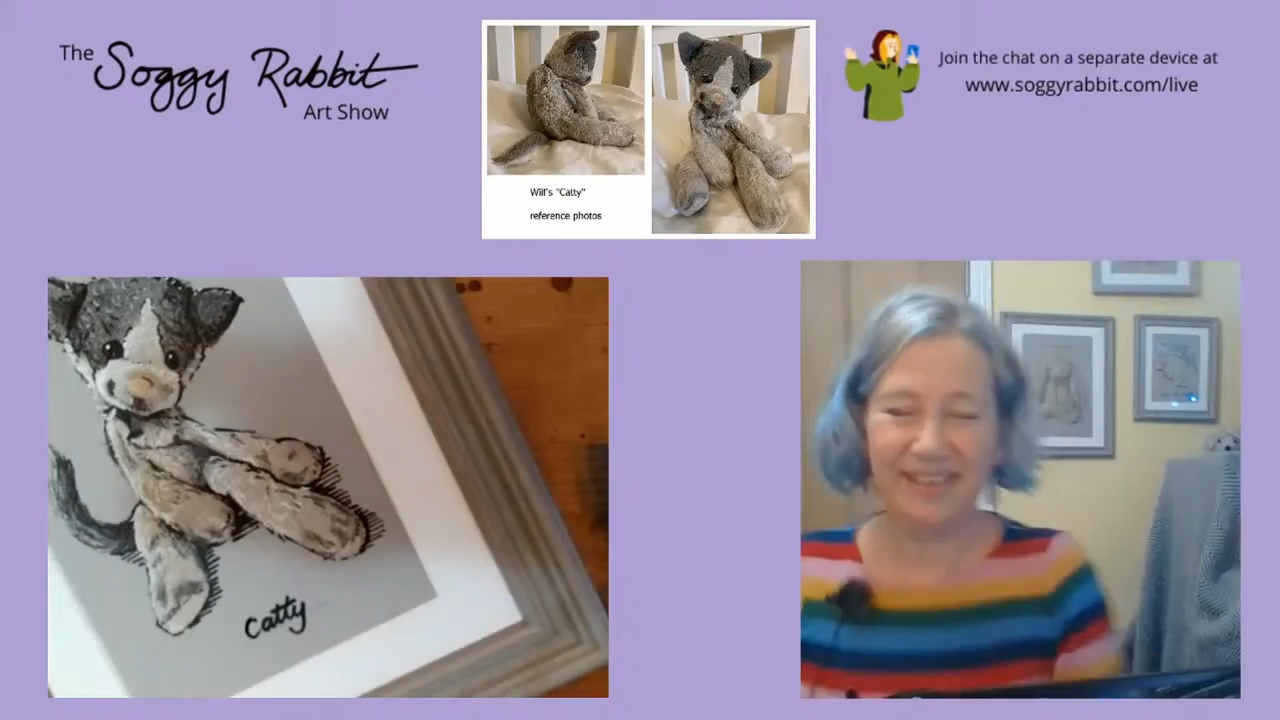 The
Soggy Rabbit
Art Show
Wilf's "Catty"
reference photos
Join the chat on a separate device at
www.soggyrabbit.com/live
catty